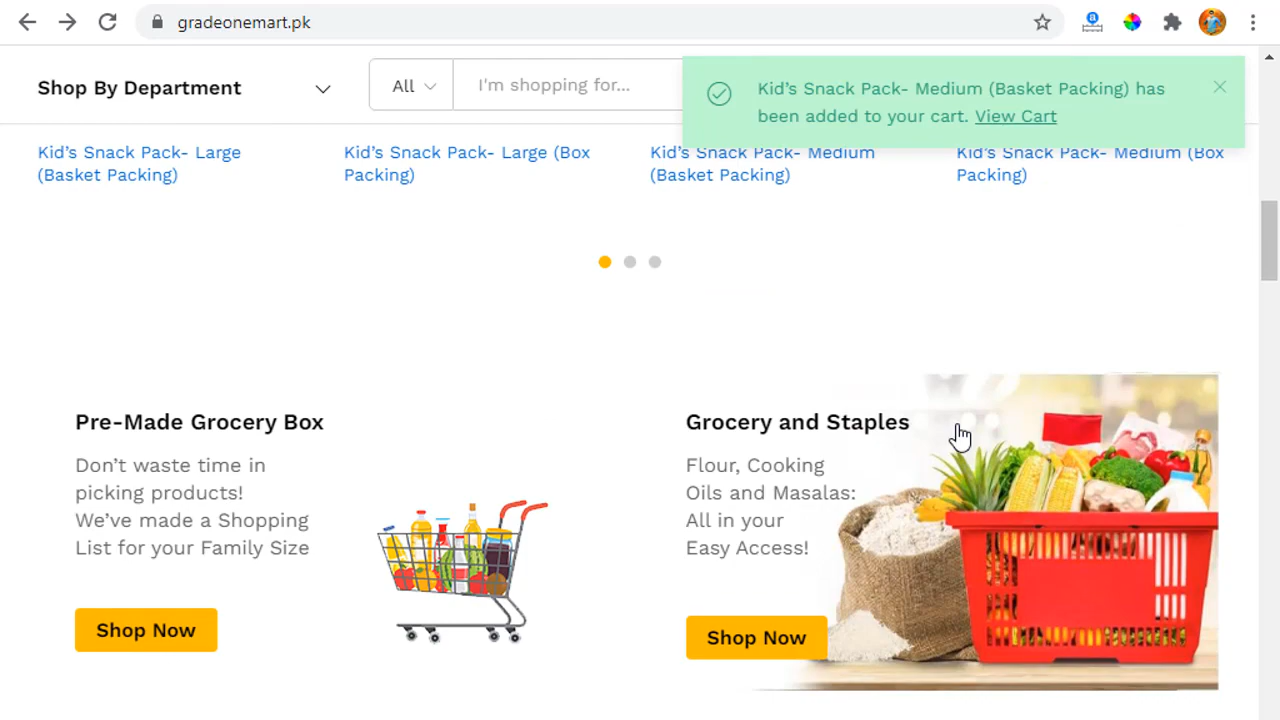 gradeonemart.pk
Shop By Department
All
I'm shopping for...
Kid’s Snack Pack- Medium (Basket Packing) has
been added to your cart. View Cart
Kid’s Snack Pack- Large
(Basket Packing)
Kid’s Snack Pack- Large (Box
Packing)
Kid’s Snack Pack- Medium
(Basket Packing)
Kid’s Snack Pack- Medium (Box
Packing)
Pre-Made Grocery Box
Don’t waste time in
picking products!
We’ve made a Shopping
List for your Family Size
Shop Now
Grocery and Staples
Flour, Cooking
Oils and Masalas:
All in your
Easy Access!
Shop Now